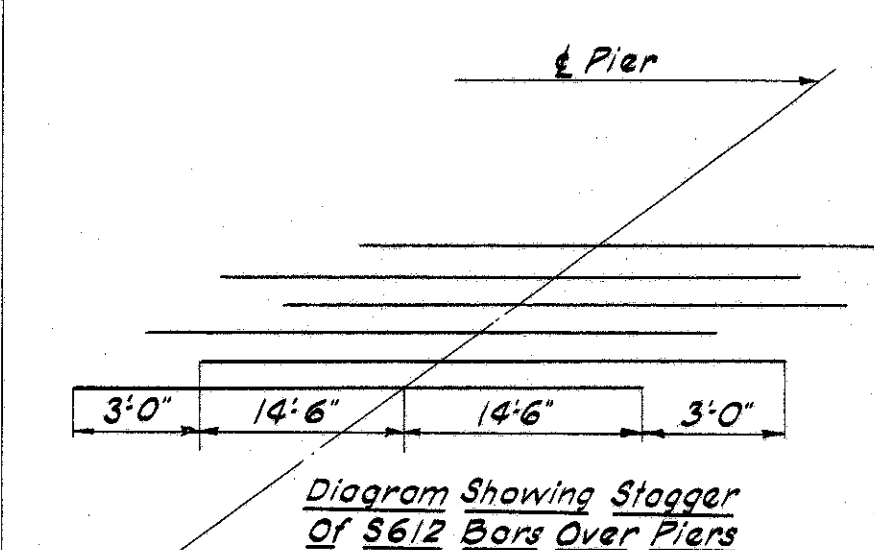 ℄ Pier
3'-0" 14'-6" 14'-6" 3'-0"
Diagram Showing Stagger
Of S612 Bars Over Piers